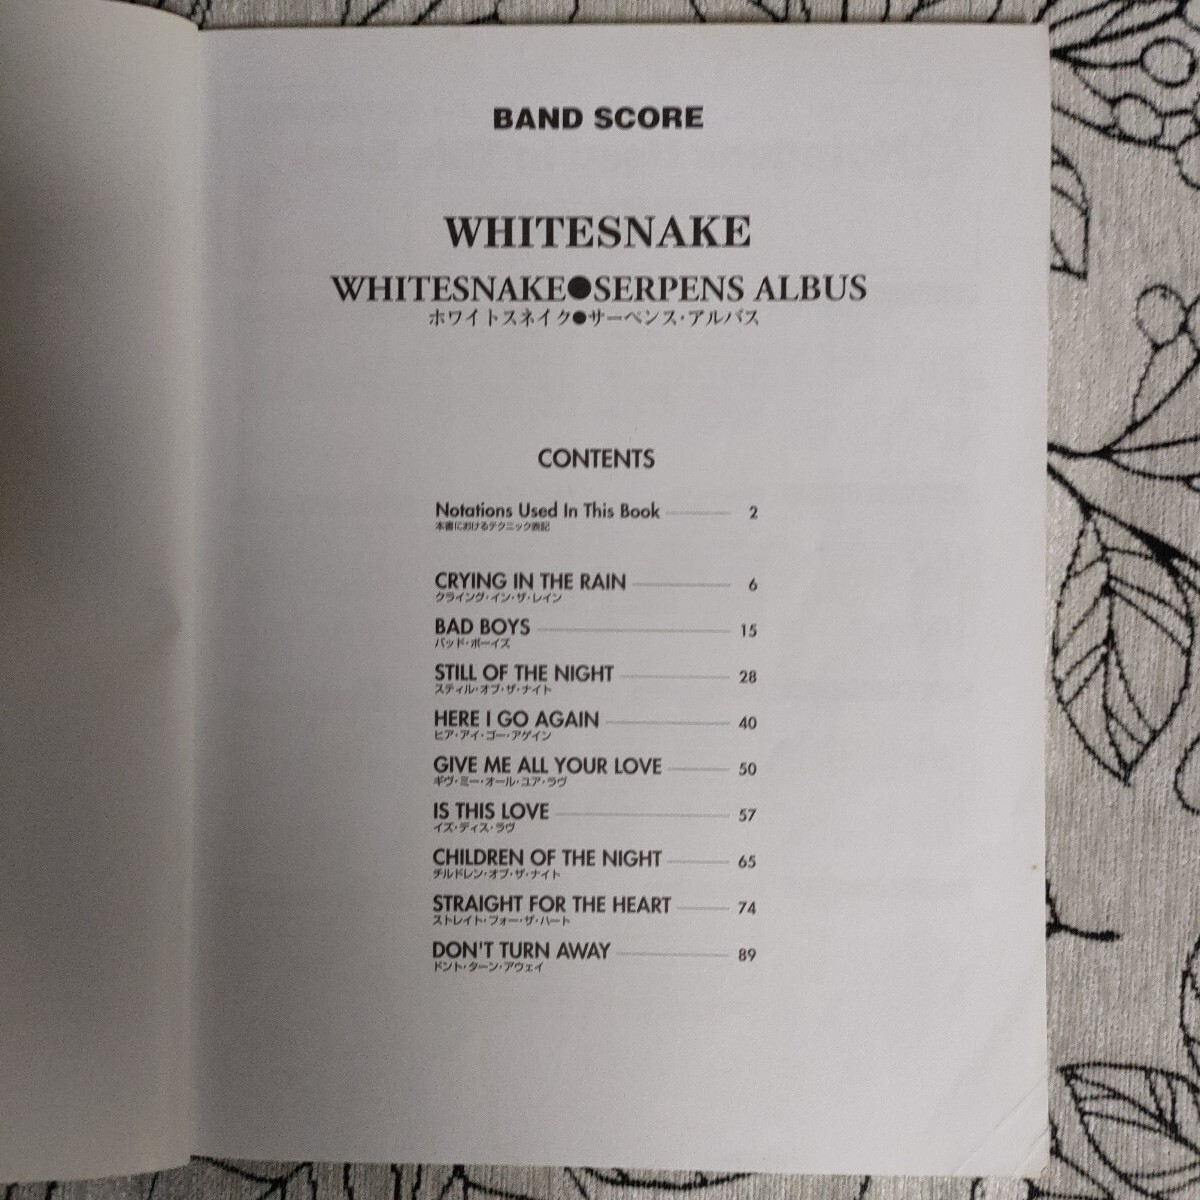 BAND SCORE
WHITESNAKE
WHITESNAKE●SERPENS ALBUS
ホワイトスネイク●サーペンス・アルバス
CONTENTS
Notations Used In This Book 2
本書におけるテクニック表記
CRYING IN THE RAIN 6
クライング・イン・ザ・レイン
BAD BOYS 15
バッド・ボーイズ
STILL OF THE NIGHT 28
スティル・オブ・ザ・ナイト
HERE I GO AGAIN 40
ヒア・アイ・ゴー・アゲイン
GIVE ME ALL YOUR LOVE 50
ギヴ・ミー・オール・ユア・ラヴ
IS THIS LOVE 57
イズ・ディス・ラヴ
CHILDREN OF THE NIGHT 65
チルドレン・オブ・ザ・ナイト
STRAIGHT FOR THE HEART 74
ストレイト・フォー・ザ・ハート
DON'T TURN AWAY 89
ドント・ターン・アウェイ